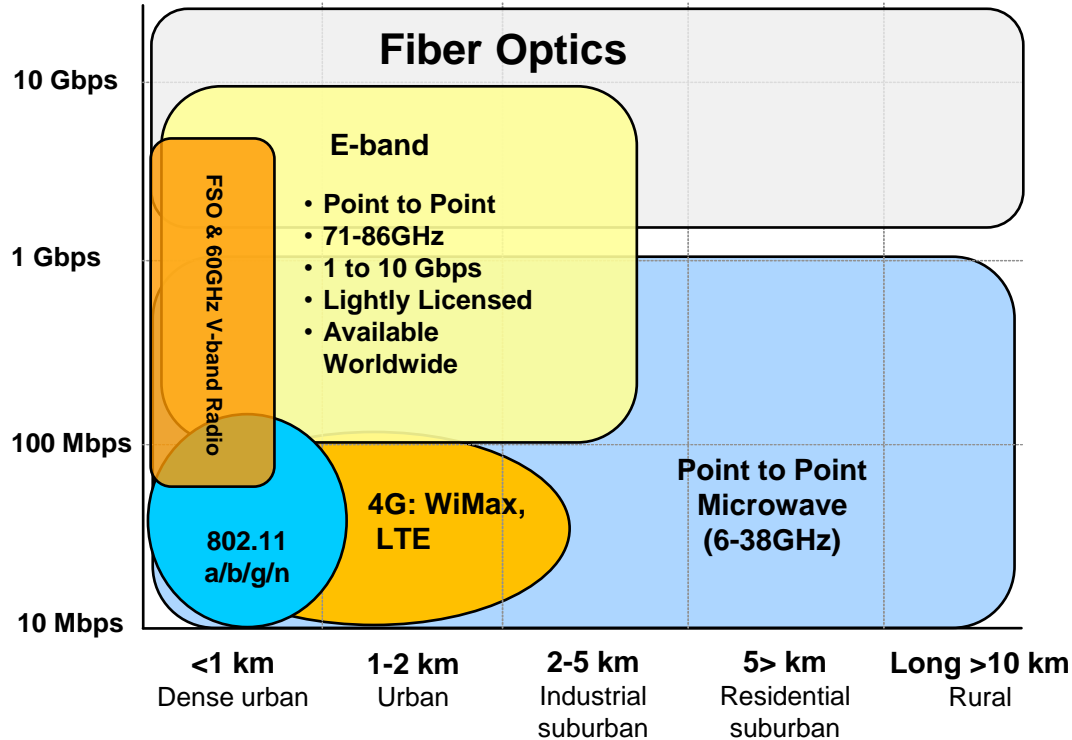 Fiber Optics
10 Gbps
E-band
• Point to Point
• 71-86GHz
• 1 to 10 Gbps
• Lightly Licensed
• Available
Worldwide
FSO & 60GHz V-band Radio
1 Gbps
100 Mbps
Point to Point
Microwave
(6-38GHz)
4G: WiMax,
LTE
802.11
a/b/g/n
10 Mbps
<1 km
Dense urban
1-2 km
Urban
2-5 km
Industrial
suburban
5> km
Residential
suburban
Long >10 km
Rural